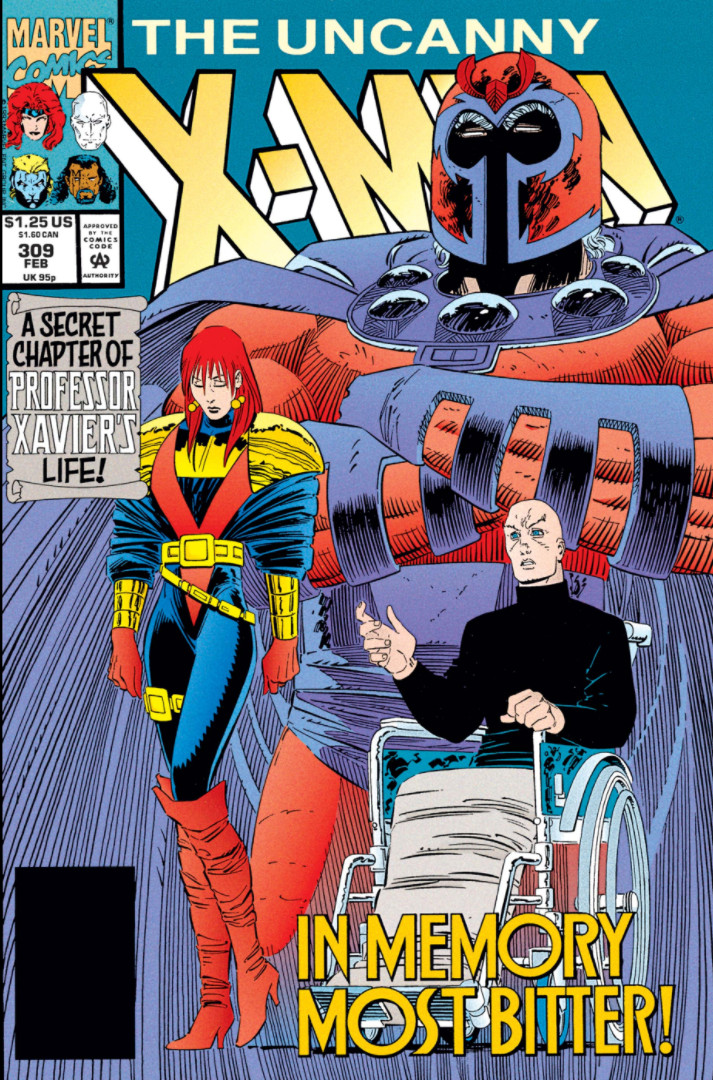 MARVEL®
COMICS
THE UNCANNY
X-MEN
®
$1.25 US
$1.60 CAN
309
FEB
UK 95p
APPROVED
BY THE
COMICS
CODE
CA
AUTHORITY
A SECRET
CHAPTER OF
PROFESSOR
XAVIER'S
LIFE!
IN MEMORY
MOST BITTER!